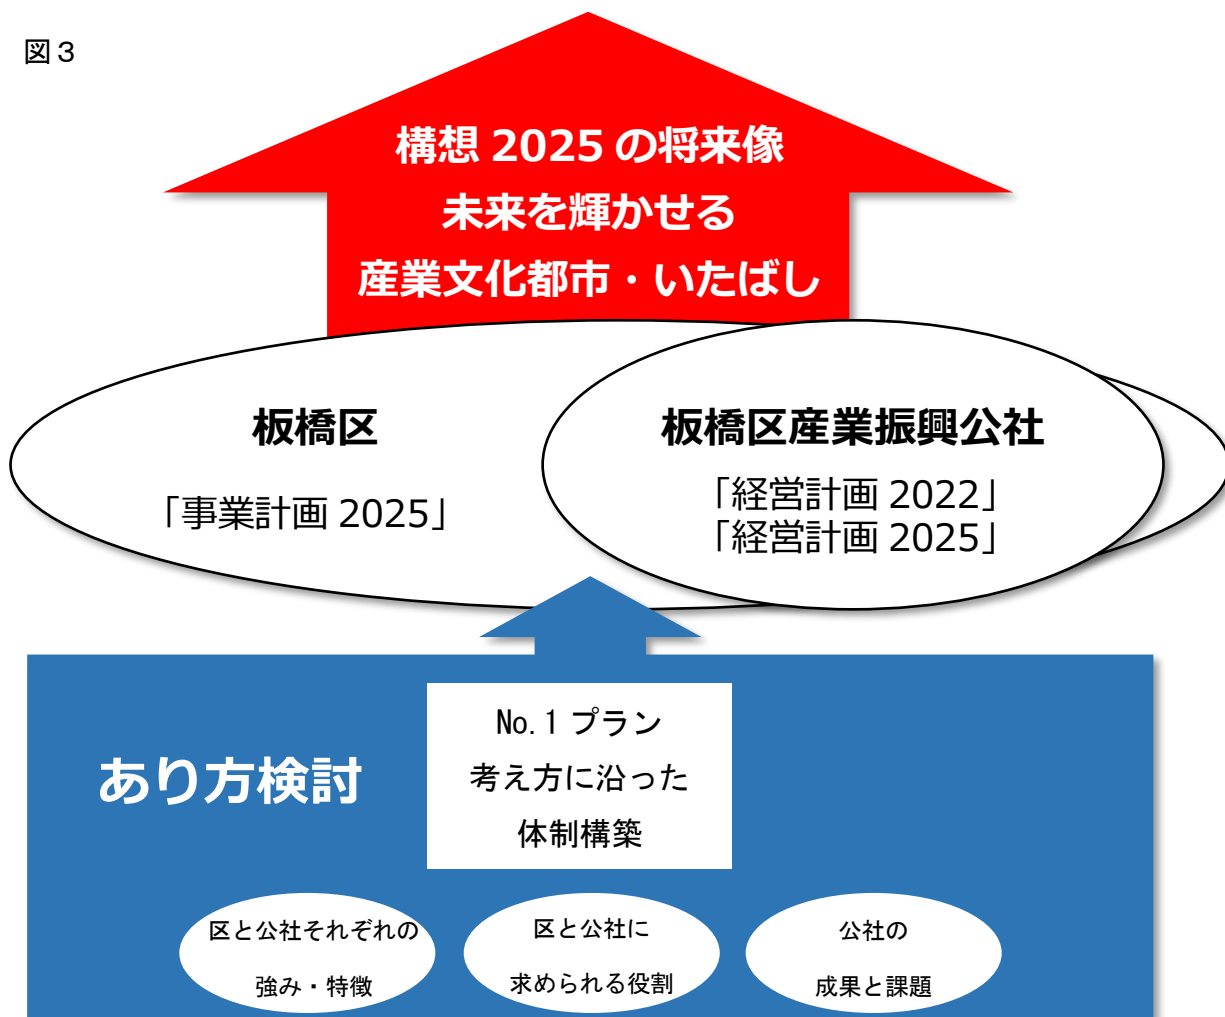 図３
構想 2025 の将来像
未来を輝かせる
産業文化都市・いたばし
板橋区
「事業計画 2025」
板橋区産業振興公社
「経営計画 2022」
「経営計画 2025」
あり方検討
No.1 プラン
考え方に沿った
体制構築
区と公社それぞれの
強み・特徴
区と公社に
求められる役割
公社の
成果と課題